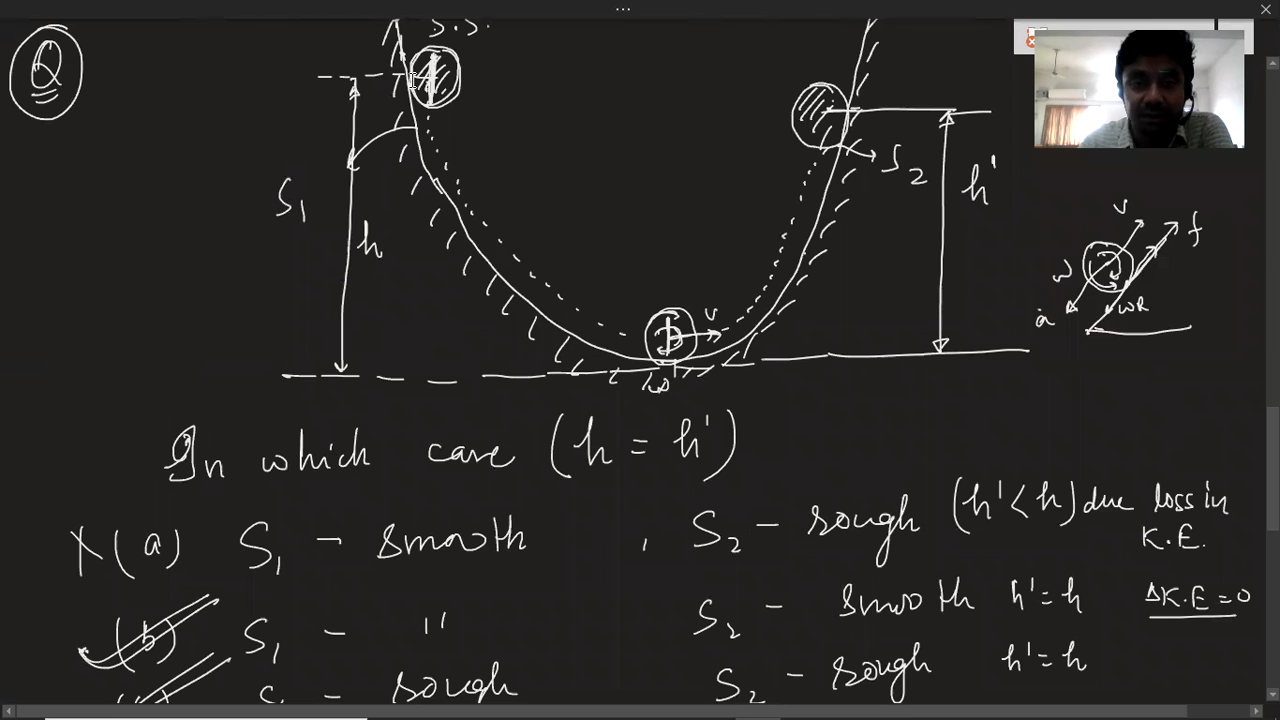 Q
S.S.
S1
h
v
S2
h'
v
f
ω
a
ωR
In which case (h = h')
X (a) S1 - smooth , S2 - rough (h' < h) due loss in K.E.
(b) S1 - " S2 - smooth h' = h ΔK.E = 0
S1 - rough S2 - rough h' = h